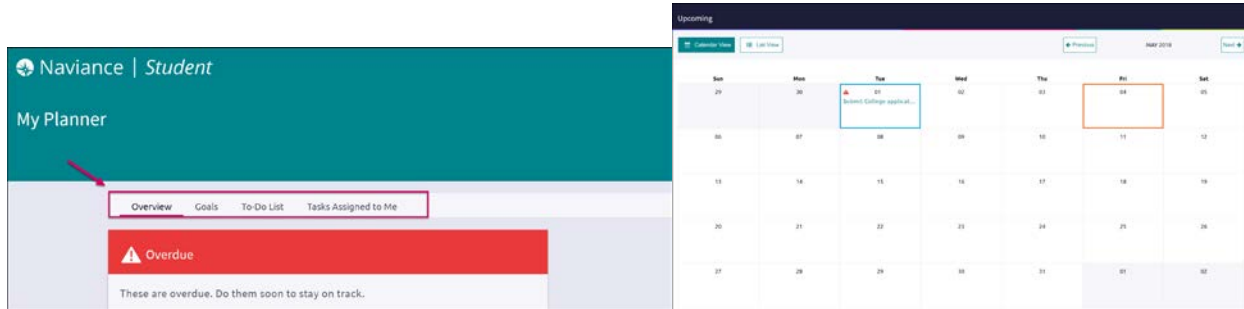 Naviance | Student
My Planner
Overview Goals To-Do List Tasks Assigned to Me
Overdue
These are overdue. Do them soon to stay on track.
Upcoming
Calendar View List View Previous MAY 2018 Next
Sun Mon Tue Wed Thu Fri Sat
29 30 01 02 03 04 05
Submit College applicat...
06 07 08 09 10 11 12
13 14 15 16 17 18 19
20 21 22 23 24 25 26
27 28 29 30 31 01 02